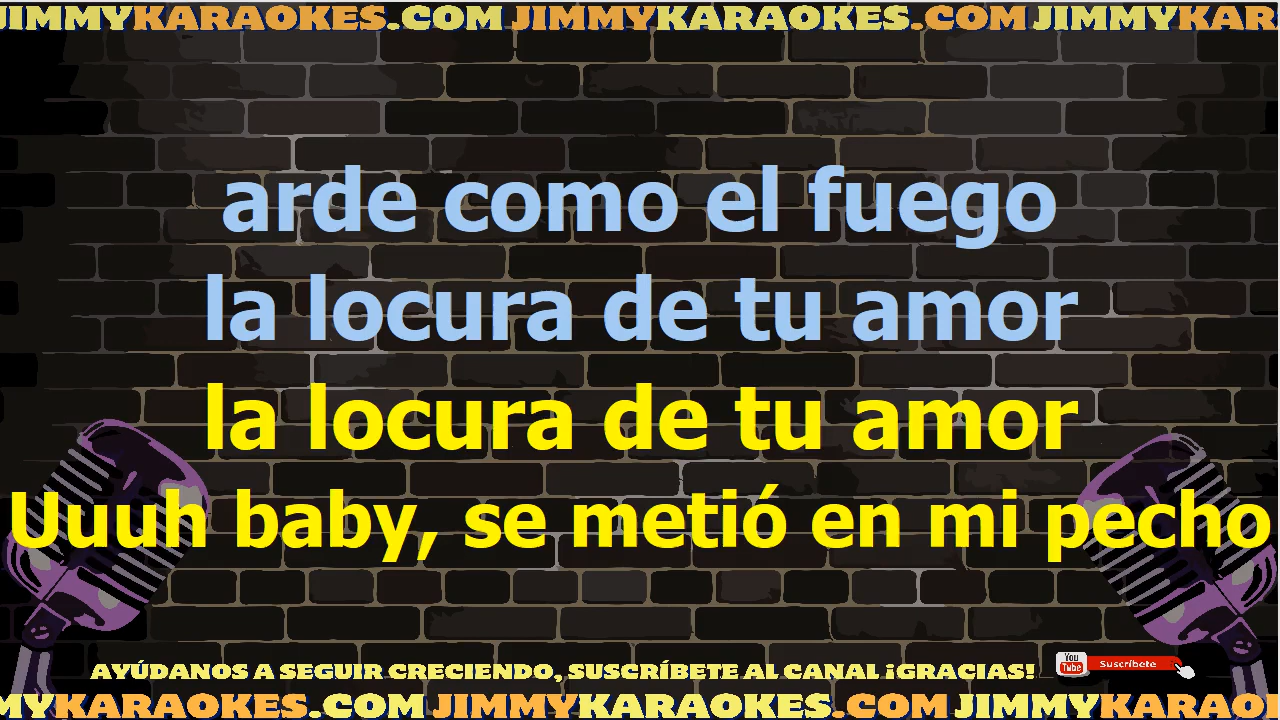 JIMMYKARAOKES.COM JIMMYKARAOKES.COM JIMMYKAR
arde como el fuego
la locura de tu amor
la locura de tu amor
Uuuh baby, se metió en mi pecho
AYÚDANOS A SEGUIR CRECIENDO, SUSCRÍBETE AL CANAL ¡GRACIAS!
You Tube Suscríbete
MYKARAOKES.COM JIMMYKARAOKES.COM JIMMYKARAO